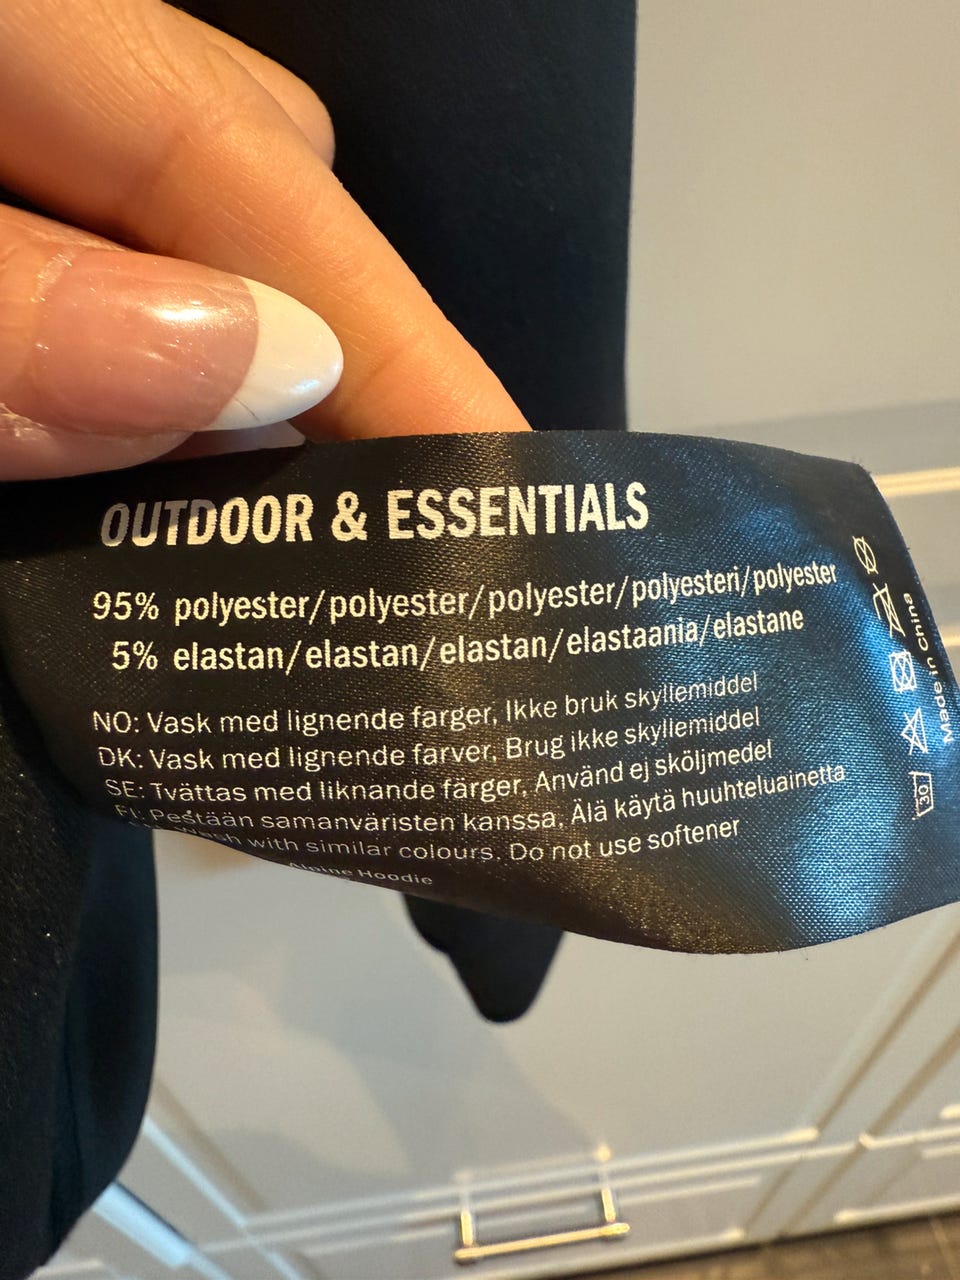 OUTDOOR & ESSENTIALS
95% polyester/polyester/polyester/polyesteri/polyester
5% elastan/elastan/elastan/elastaania/elastane
NO: Vask med lignende farger, Ikke bruk skyllemiddel
DK: Vask med lignende farver, Brug ikke skyllemiddel
SE: Tvättas med liknande färger, Använd ej sköljmedel
FI: Pestään samanväristen kanssa, Älä käytä huuhteluainetta
Wash with similar colours. Do not use softener
Alpine Hoodie
30
Made in China